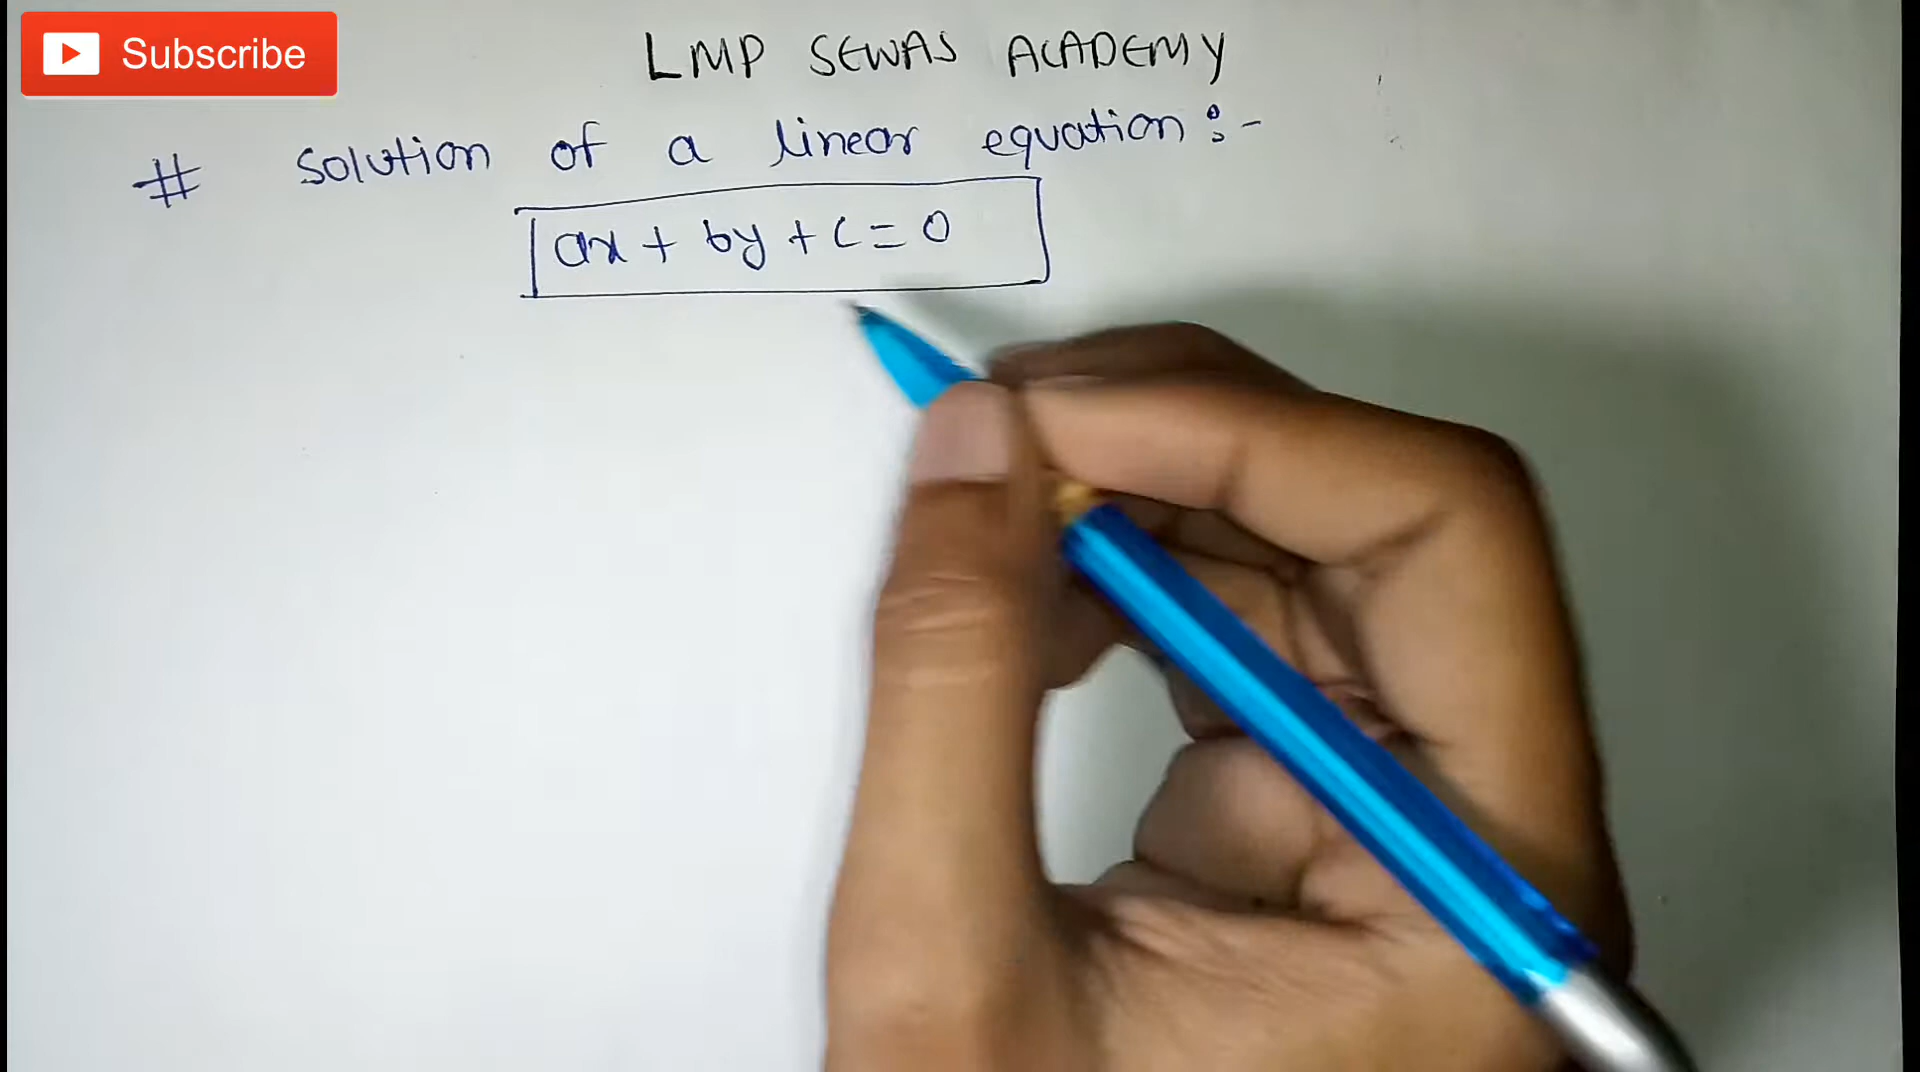 Subscribe
LMP SEWAS ACADEMY
# Solution of a linear equation :-
ax + by + c = 0